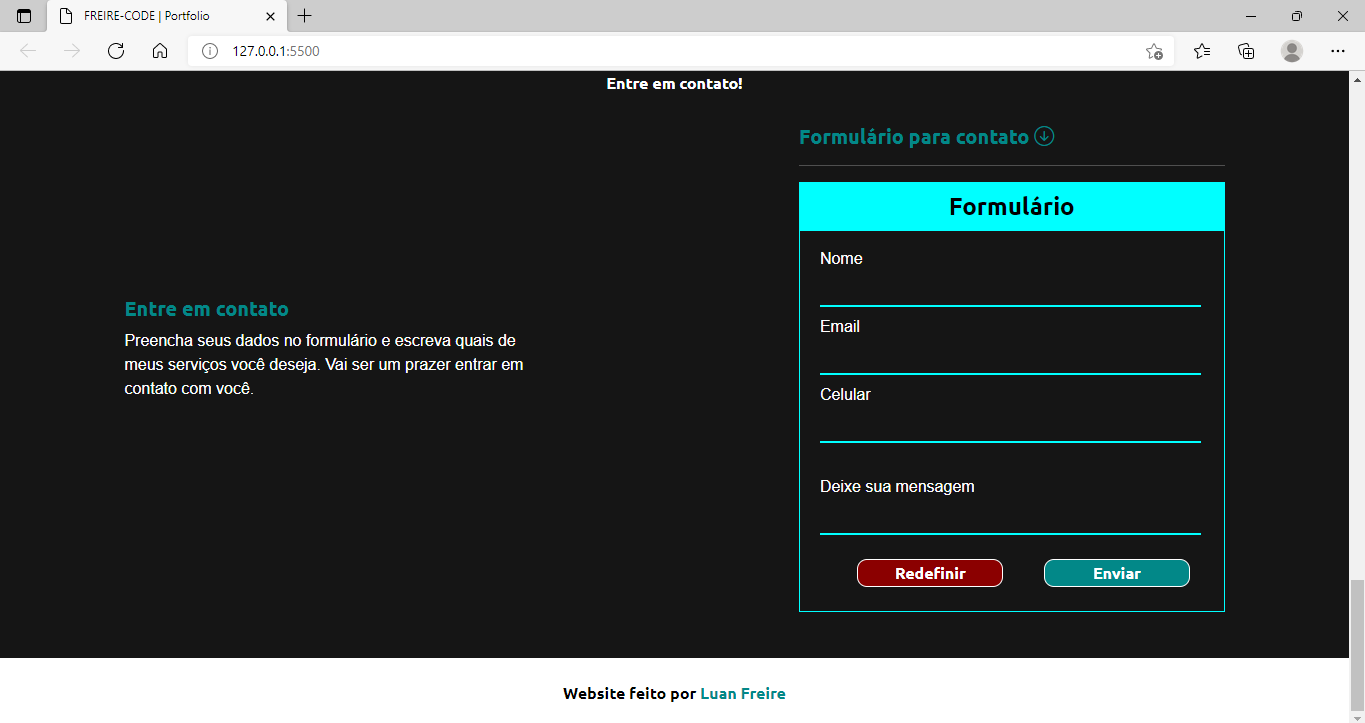 FREIRE-CODE | Portfolio
127.0.0.1:5500
Entre em contato!
Formulário para contato
Formulário
Nome
Email
Celular
Deixe sua mensagem
Redefinir
Enviar
Entre em contato
Preencha seus dados no formulário e escreva quais de
meus serviços você deseja. Vai ser um prazer entrar em
contato com você.
Website feito por Luan Freire